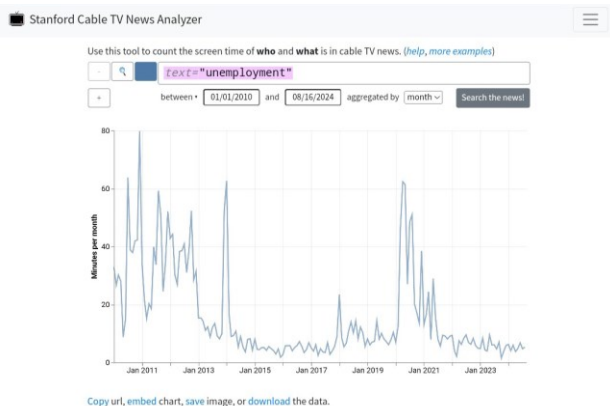 Stanford Cable TV News Analyzer
Use this tool to count the screen time of who and what is in cable TV news. (help, more examples)
text="unemployment"
+ between • 01/01/2010 and 08/16/2024 aggregated by month Search the news!
80
60
40
20
0
Minutes per month
Jan 2011 Jan 2013 Jan 2015 Jan 2017 Jan 2019 Jan 2021 Jan 2023
Copy url, embed chart, save image, or download the data.